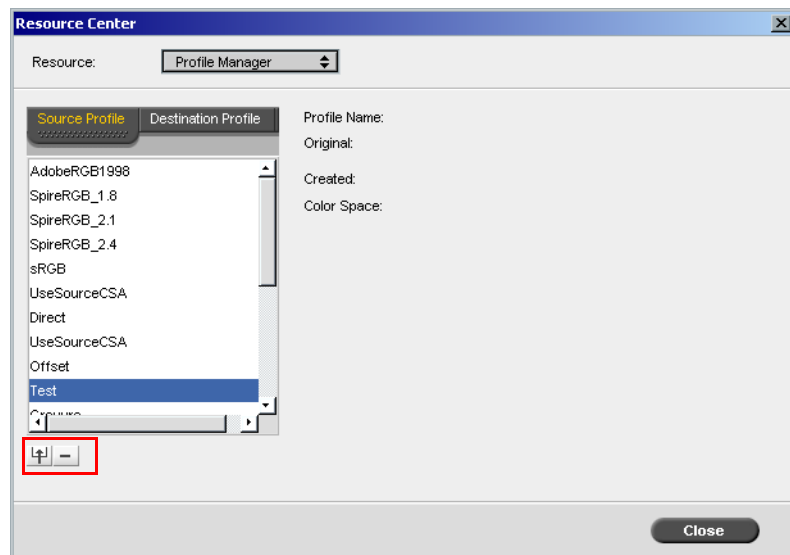 Resource Center
Resource: Profile Manager
Source Profile Destination Profile
Profile Name:
Original:
Created:
Color Space:
AdobeRGB1998
SpireRGB_1.8
SpireRGB_2.1
SpireRGB_2.4
sRGB
UseSourceCSA
Direct
UseSourceCSA
Offset
Test
Close